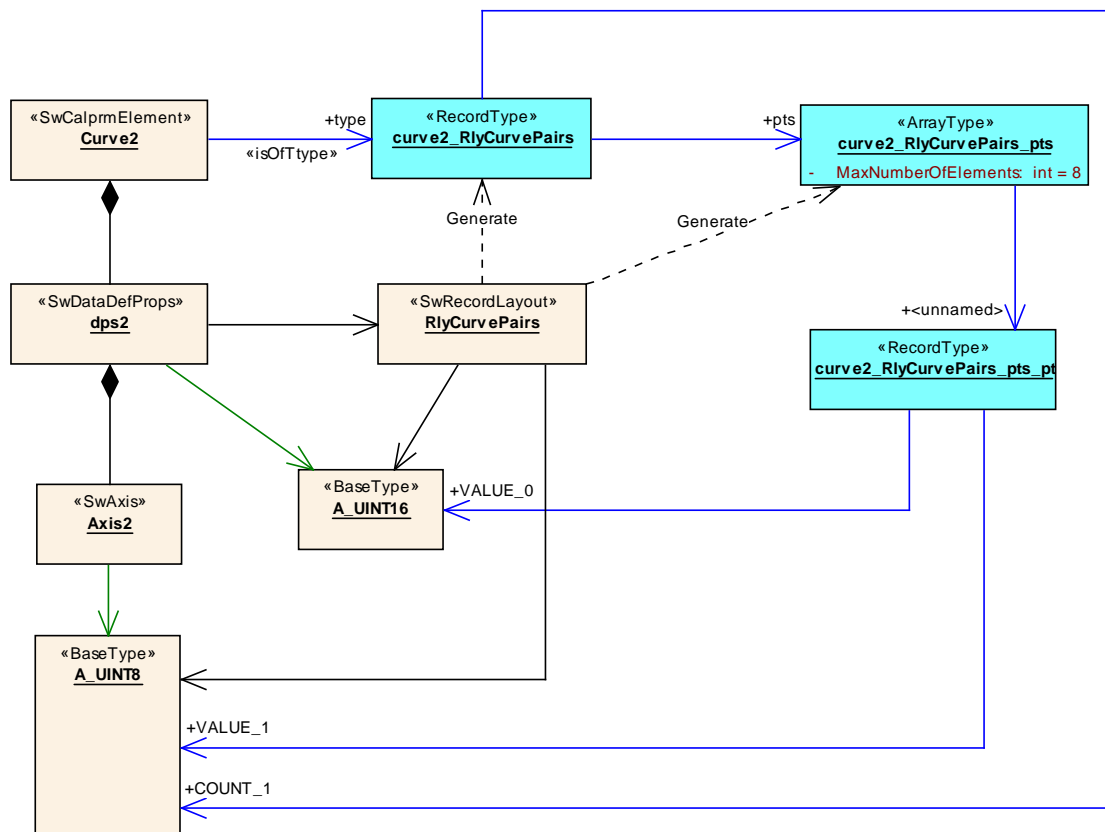 «SwCalprmElement»
Curve2
+type
«isOfTtype»
«RecordType»
curve2_RlyCurvePairs
+pts
«ArrayType»
curve2_RlyCurvePairs_pts
- MaxNumberOfElements: int = 8
Generate
Generate
«SwDataDefProps»
dps2
«SwRecordLayout»
RlyCurvePairs
+<unnamed>
«RecordType»
curve2_RlyCurvePairs_pts_pt
«BaseType»
A_UINT16
+VALUE_0
«SwAxis»
Axis2
«BaseType»
A_UINT8
+VALUE_1
+COUNT_1